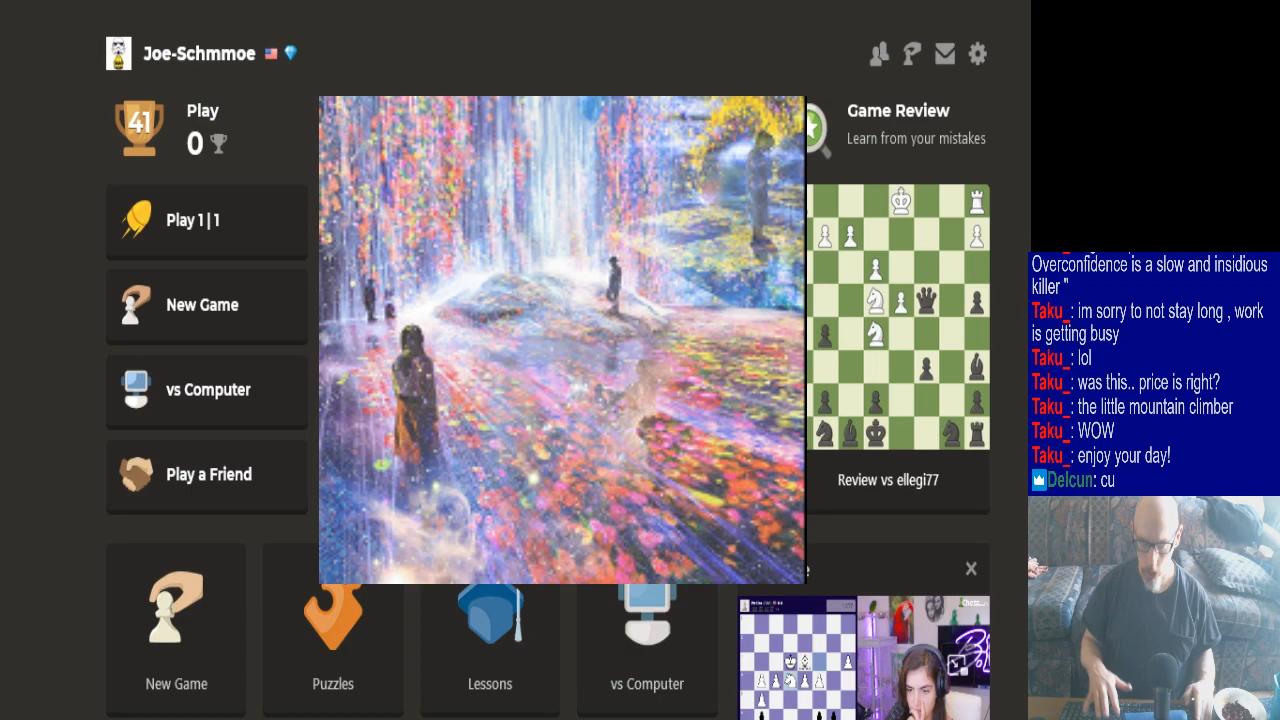 Joe-Schmmoe
41
Play
0
Game Review
Learn from your mistakes
Play 1 | 1
New Game
vs Computer
Play a Friend
Review vs ellegi77
New Game
Puzzles
Lessons
vs Computer
Overconfidence is a slow and insidious
killer "
Taku_: im sorry to not stay long , work
is getting busy
Taku_: lol
Taku_: was this.. price is right?
Taku_: the little mountain climber
Taku_: WOW
Taku_: enjoy your day!
Delcun: cu